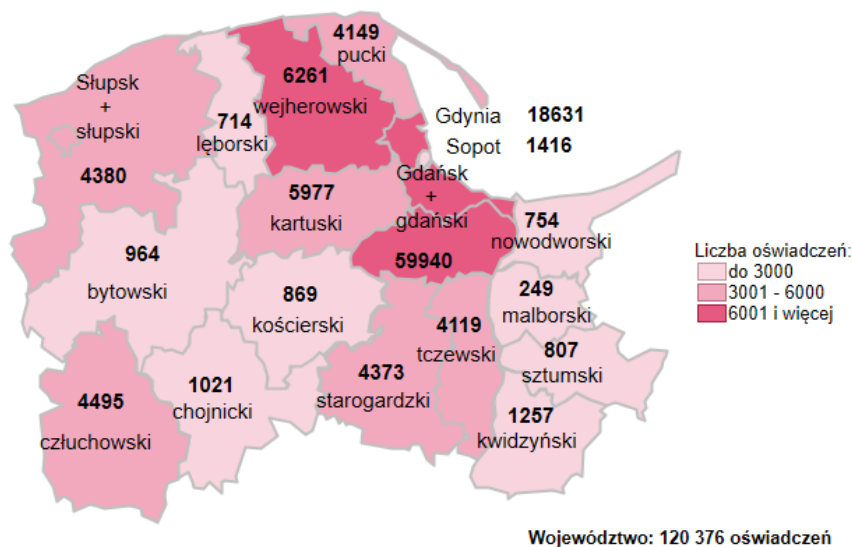 4149
pucki
6261
wejherowski
Słupsk
+
słupski
4380
714
lęborski
Gdynia 18631
Sopot 1416
Gdańsk
+
gdański
59940
5977
kartuski
754
nowodworski
964
bytowski
869
kościerski
249
malborski
4119
tczewski
807
sztumski
4373
starogardzki
1021
chojnicki
4495
człuchowski
1257
kwidzyński
Liczba oświadczeń:
do 3000
3001 - 6000
6001 i więcej
Województwo: 120 376 oświadczeń